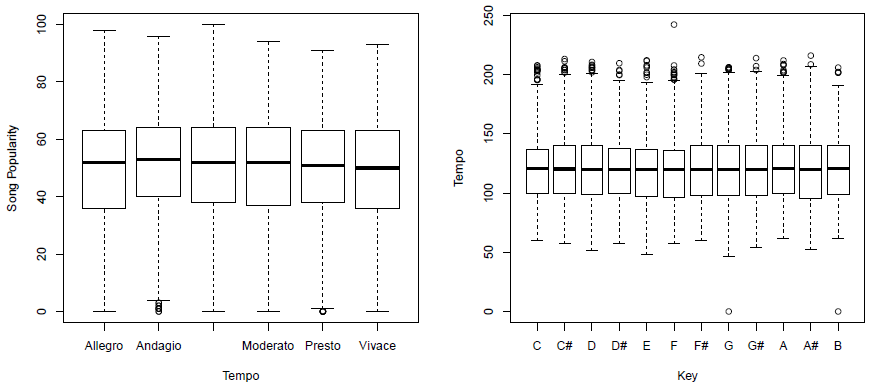 100
80
60
40
20
0
Song Popularity
Allegro Andagio Moderato Presto Vivace
Tempo
250
200
150
100
50
0
Tempo
C C# D D# E F F# G G# A A# B
Key